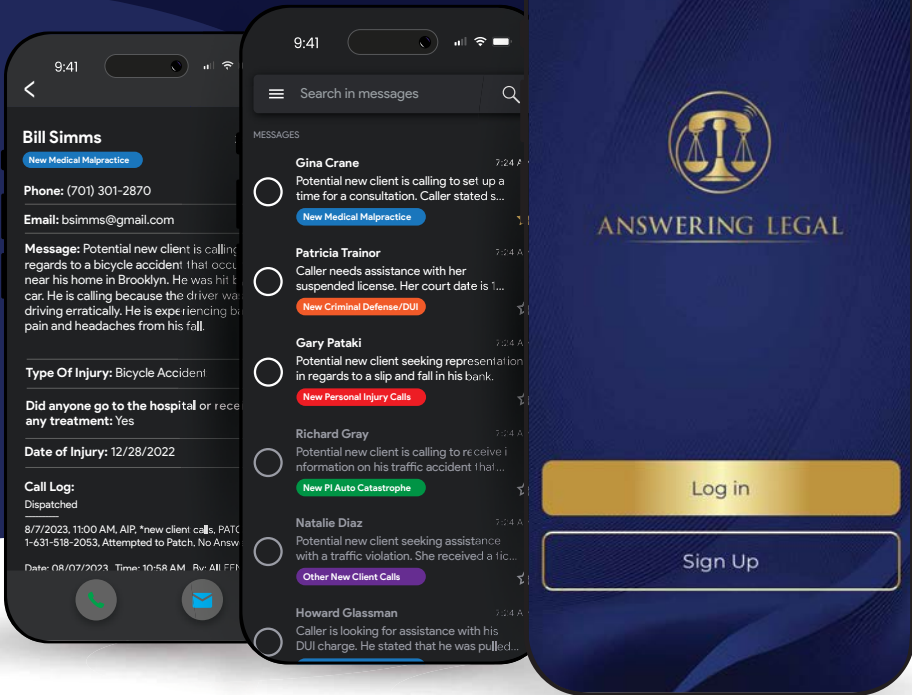 9:41
Bill Simms
New Medical Malpractice
Phone: (701) 301-2870
Email: bsimms@gmail.com
Message: Potential new client is calling
regards to a bicycle accident that occu
near his home in Brooklyn. He was hit b
car. He is calling because the driver wa
driving erratically. He is experiencing ba
pain and headaches from his fall.
Type Of Injury: Bicycle Accident
Did anyone go to the hospital or rece
any treatment: Yes
Date of Injury: 12/28/2022
Call Log:
Dispatched
8/7/2023, 11:00 AM, AIP, *new client calls, PATC
1-631-518-2053, Attempted to Patch, No Answ
Date: 08/07/2023 Time: 10:58 AM By:
9:41
Search in messages
MESSAGES
Gina Crane 7:24 A
Potential new client is calling to set up a
time for a consultation. Caller stated s...
New Medical Malpractice
Patricia Trainor 7:24 A
Caller needs assistance with her
suspended license. Her court date is 1...
New Criminal Defense/DUI
Gary Pataki 7:24 A
Potential new client seeking representation
in regards to a slip and fall in his bank.
New Personal Injury Calls
Richard Gray 7:24 A
Potential new client is calling to receive i
nformation on his traffic accident that...
New PI Auto Catastrophe
Natalie Diaz 7:24 A
Potential new client seeking assistance
with a traffic violation. She received a tic...
Other New Client Calls
Howard Glassman 7:24 A
Caller is looking for assistance with his
DUI charge. He stated that he was pulled...
ANSWERING LEGAL
Log in
Sign Up